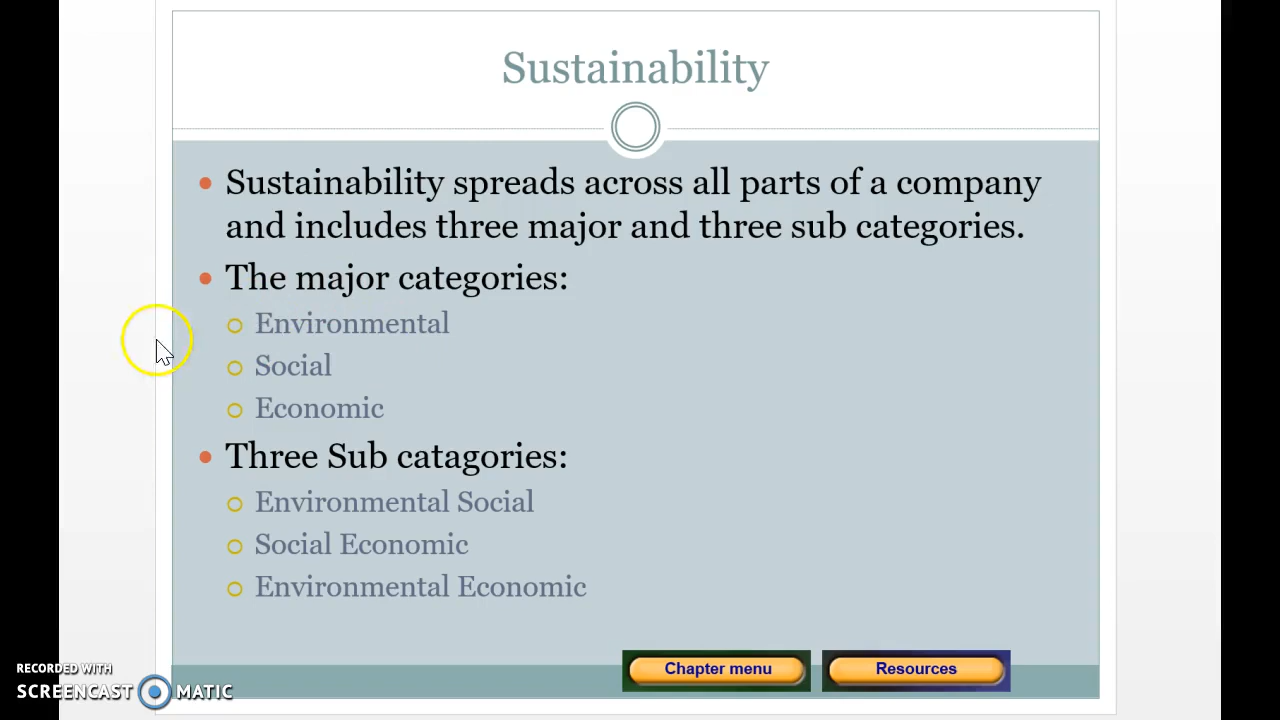 Sustainability
Sustainability spreads across all parts of a company
and includes three major and three sub categories.
The major categories:
Environmental
Social
Economic
Three Sub catagories:
Environmental Social
Social Economic
Environmental Economic
Chapter menu
Resources
RECORDED WITH
SCREENCAST MATIC